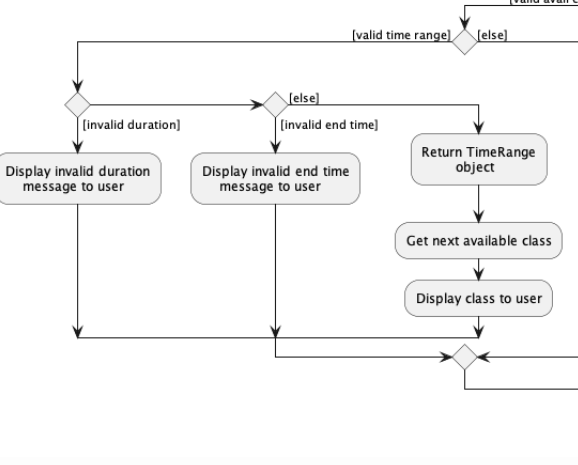 [valid avail c
[valid time range]
[else]
[else]
[invalid duration]
[invalid end time]
Display invalid duration
message to user
Display invalid end time
message to user
Return TimeRange
object
Get next available class
Display class to user